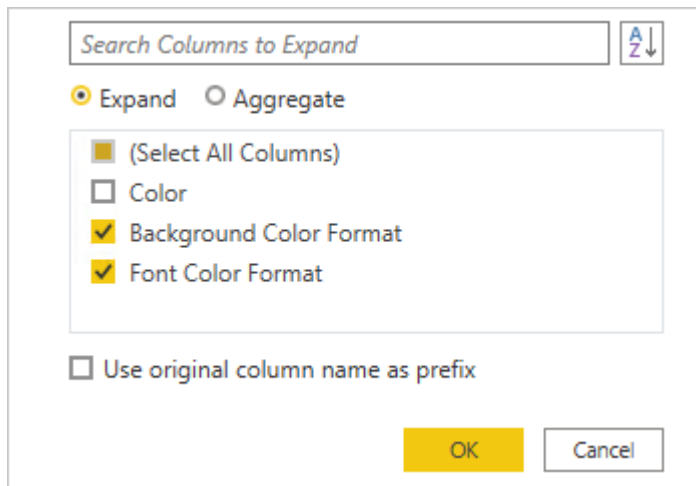 Search Columns to Expand
A
Z
Expand Aggregate
(Select All Columns)
Color
Background Color Format
Font Color Format
Use original column name as prefix
OK Cancel